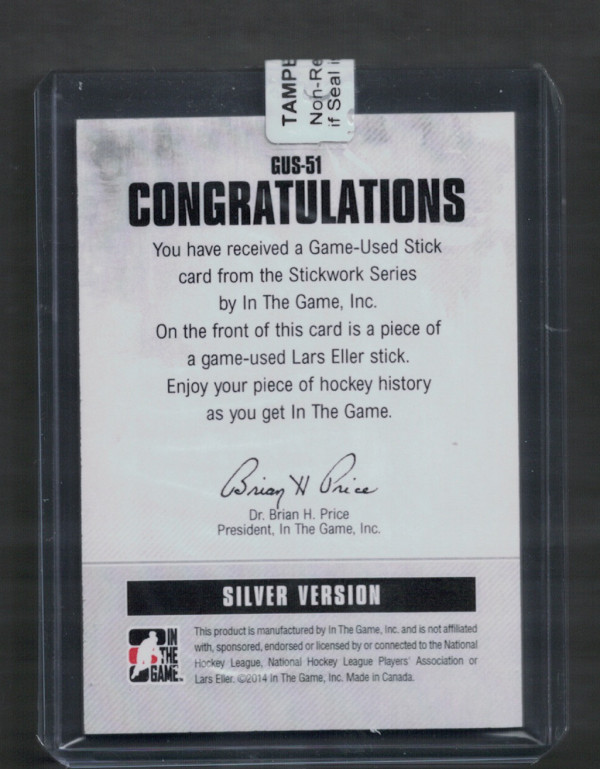 TAMPE
Non-Re
if Seal i
GUS-51
CONGRATULATIONS
You have received a Game-Used Stick
card from the Stickwork Series
by In The Game, Inc.
On the front of this card is a piece of
a game-used Lars Eller stick.
Enjoy your piece of hockey history
as you get In The Game.
Brian H Price
Dr. Brian H. Price
President, In The Game, Inc.
SILVER VERSION
IN
THE
GAME.
This product is manufactured by In The Game, Inc. and is not affiliated
with, sponsored, endorsed or licensed by or connected to the National
Hockey League, National Hockey League Players' Association or
Lars Eller. ©2014 In The Game, Inc. Made in Canada.